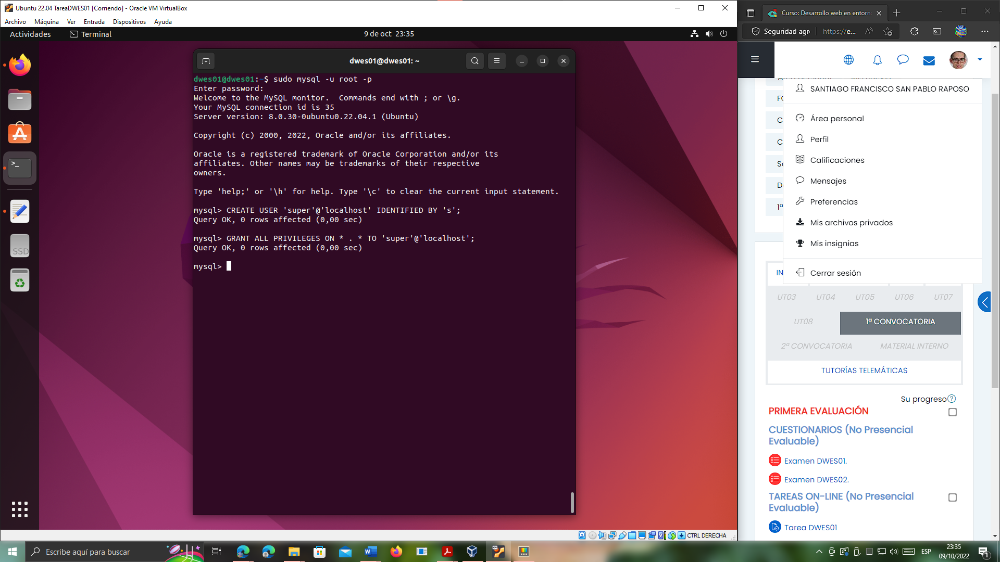 Ubuntu 22.04 TareaDWES01 [Corriendo] - Oracle VM VirtualBox
Archivo Máquina Ver Entrada Dispositivos Ayuda
Actividades Terminal 9 de oct 23:35
dwes01@dwes01: ~
dwes01@dwes01:~$ sudo mysql -u root -p
Enter password:
Welcome to the MySQL monitor. Commands end with ; or \g.
Your MySQL connection id is 35
Server version: 8.0.30-0ubuntu0.22.04.1 (Ubuntu)
Copyright (c) 2000, 2022, Oracle and/or its affiliates.
Oracle is a registered trademark of Oracle Corporation and/or its
affiliates. Other names may be trademarks of their respective
owners.
Type 'help;' or '\h' for help. Type '\c' to clear the current input statement.
mysql> CREATE USER 'super'@'localhost' IDENTIFIED BY 's';
Query OK, 0 rows affected (0,00 sec)
mysql> GRANT ALL PRIVILEGES ON * . * TO 'super'@'localhost';
Query OK, 0 rows affected (0,00 sec)
mysql>
SSD
CTRL DERECHA
Curso: Desarrollo web en entorn
Seguridad agr https://e...
SANTIAGO FRANCISCO SAN PABLO RAPOSO
Área personal
Perfil
Calificaciones
Mensajes
Preferencias
Mis archivos privados
Mis insignias
Cerrar sesión
FO
C
C
Se
D
1ª
IN
UT03 UT04 UT05 UT06 UT07
UT08 1ª CONVOCATORIA
2ª CONVOCATORIA MATERIAL INTERNO
TUTORÍAS TELEMÁTICAS
Su progreso
PRIMERA EVALUACIÓN
CUESTIONARIOS (No Presencial
Evaluable)
Examen DWES01.
Examen DWES02.
TAREAS ON-LINE (No Presencial
Evaluable)
Tarea DWES01
Escribe aquí para buscar
ESP
23:35
09/10/2022
1